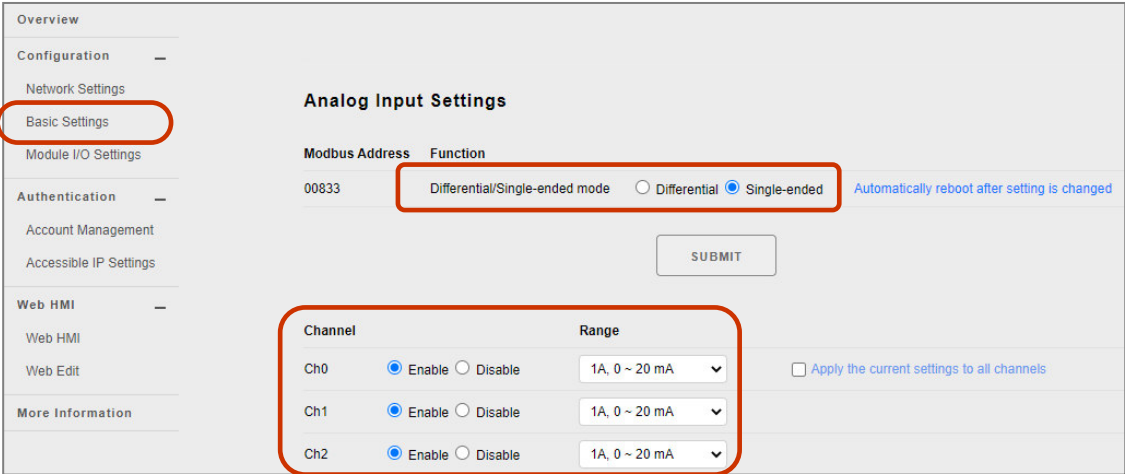 Overview
Configuration
Network Settings
Basic Settings
Module I/O Settings
Authentication
Account Management
Accessible IP Settings
Web HMI
Web HMI
Web Edit
More Information
Analog Input Settings
Modbus Address Function
00833 Differential/Single-ended mode Differential Single-ended Automatically reboot after setting is changed
SUBMIT
Channel Range
Ch0 Enable Disable 1A, 0 ~ 20 mA Apply the current settings to all channels
Ch1 Enable Disable 1A, 0 ~ 20 mA
Ch2 Enable Disable 1A, 0 ~ 20 mA